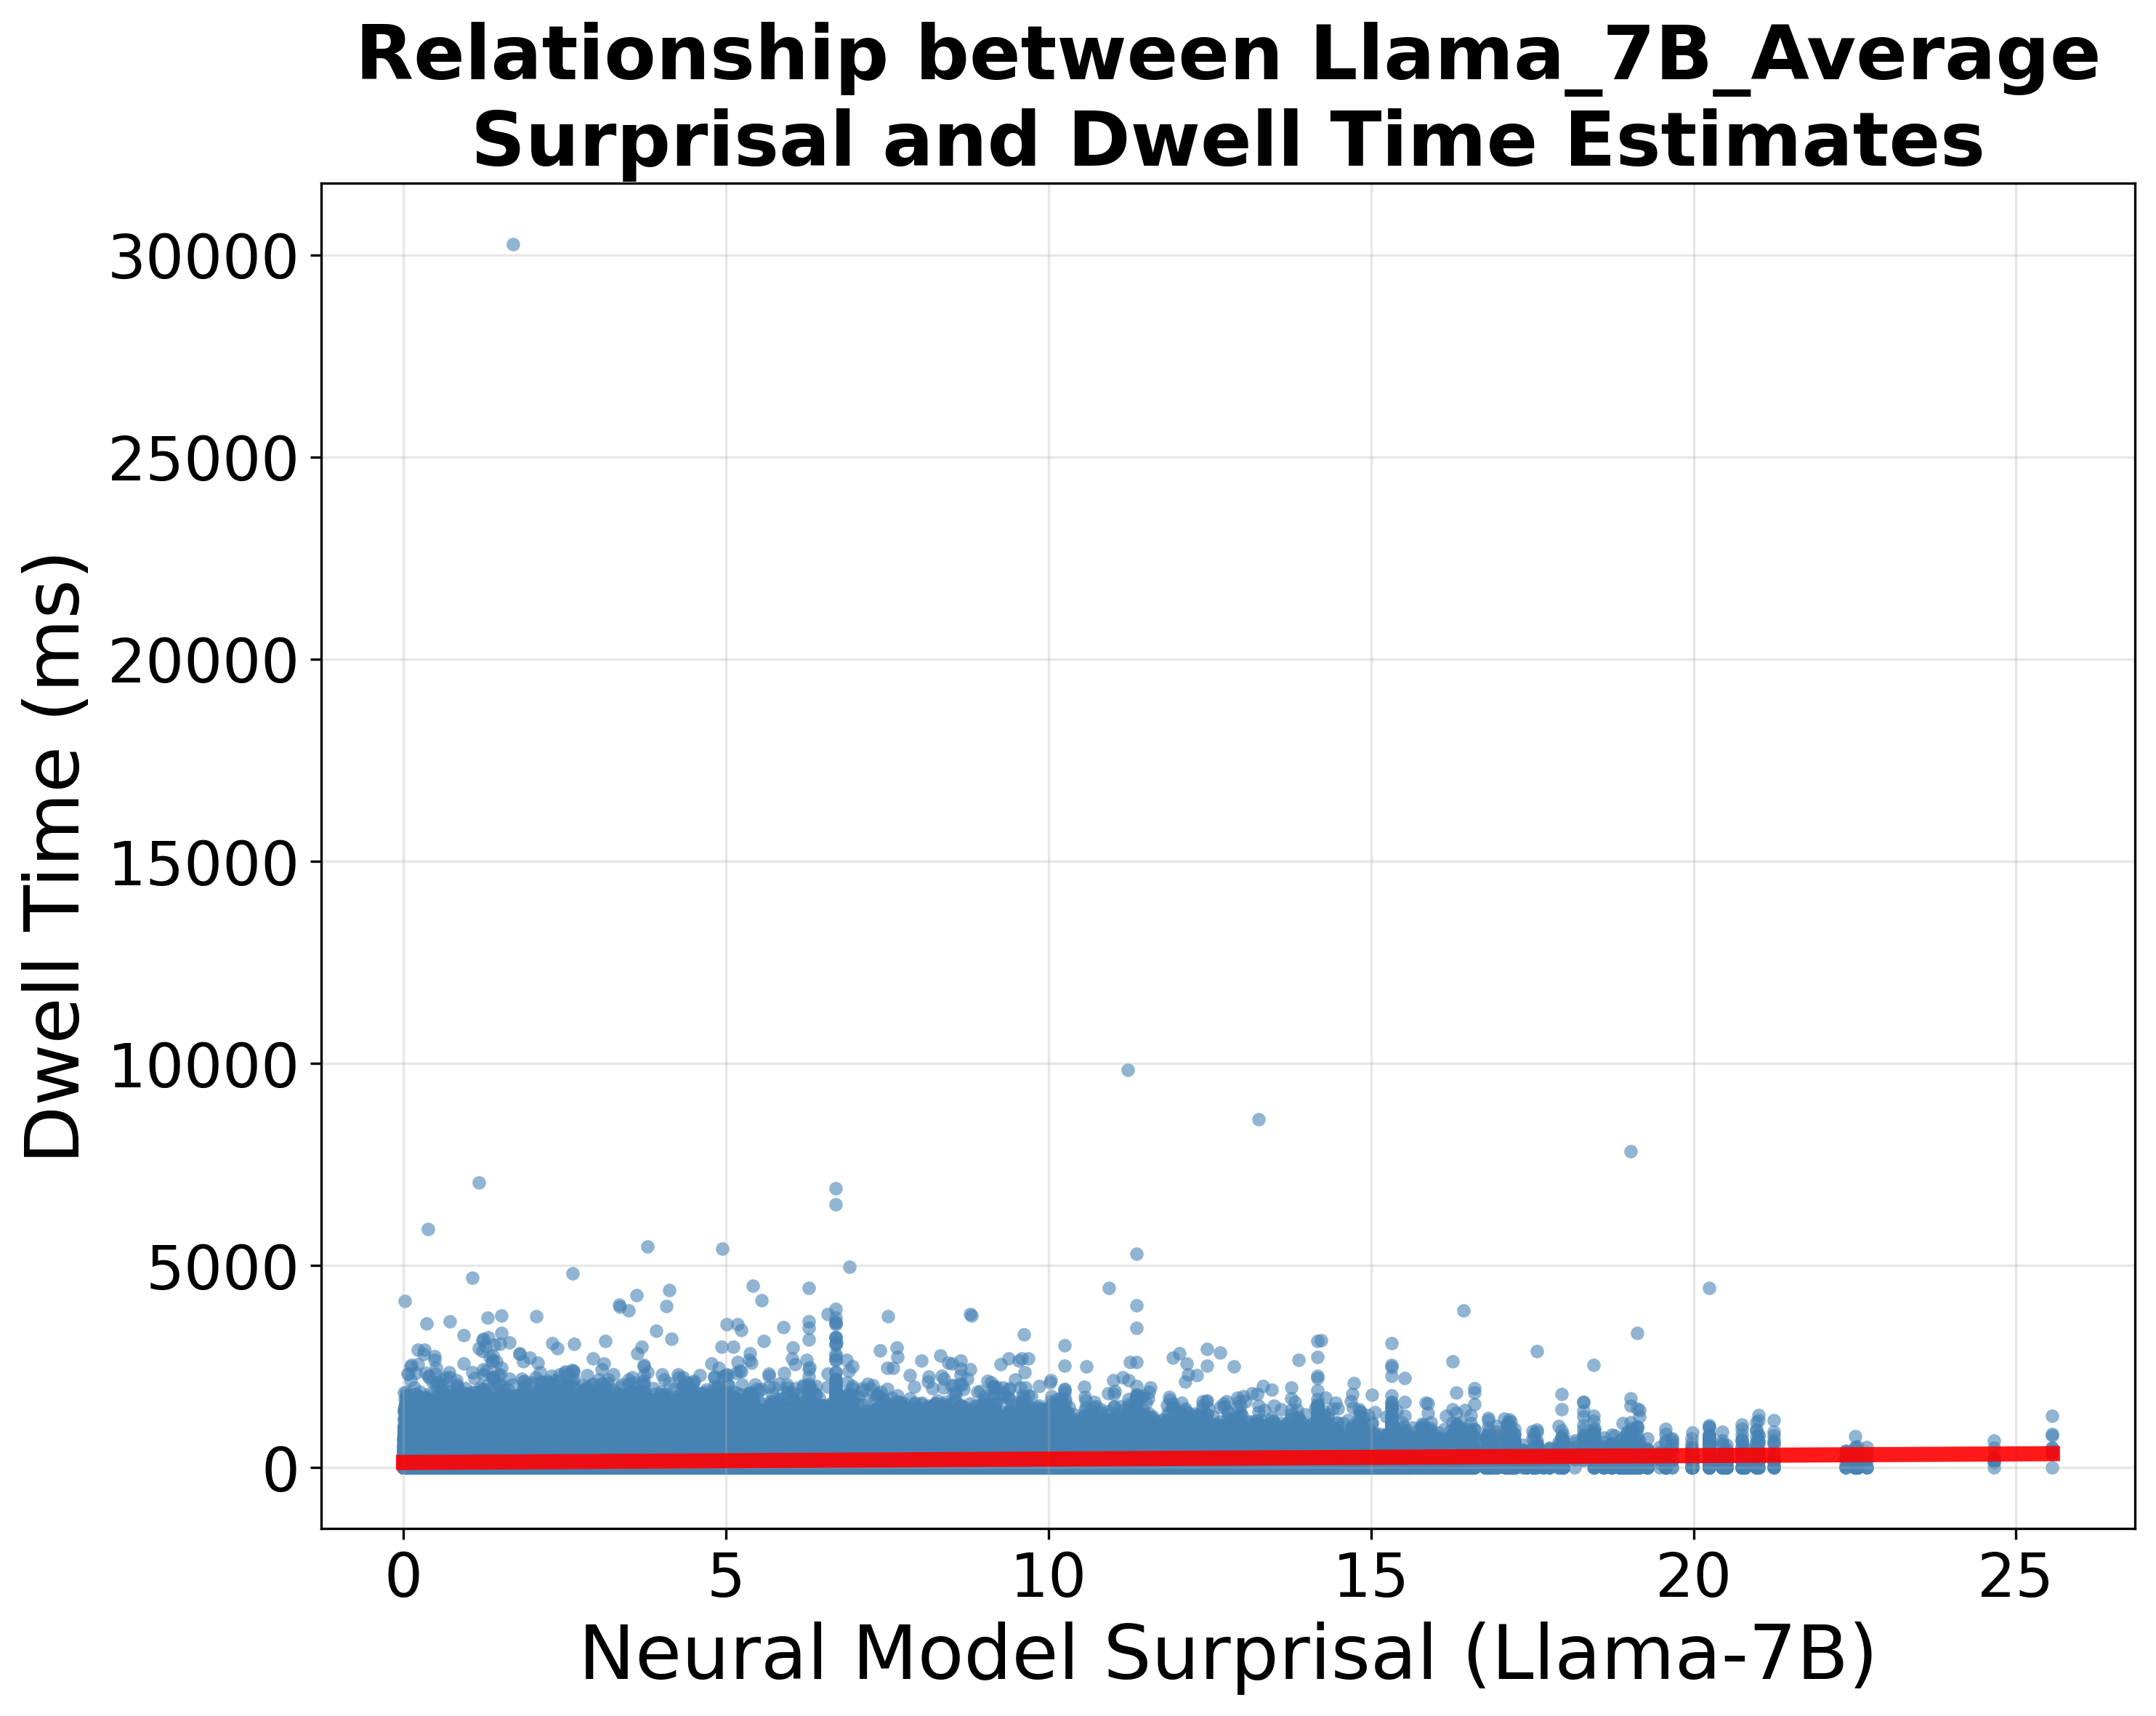 Relationship between Llama_7B_Average
Surprisal and Dwell Time Estimates
Dwell Time (ms)
30000
25000
20000
15000
10000
5000
0
0 5 10 15 20 25
Neural Model Surprisal (Llama-7B)